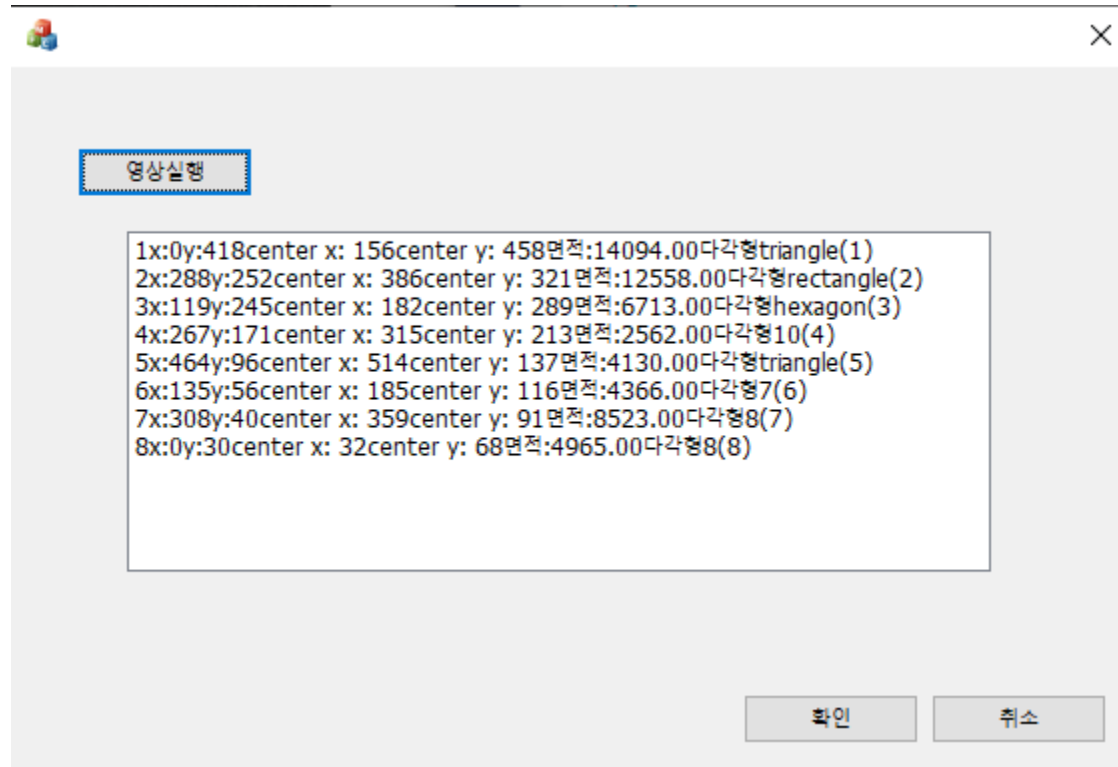 영상실행
1x:0y:418center x: 156center y: 458면적:14094.00다각형triangle(1)
2x:288y:252center x: 386center y: 321면적:12558.00다각형rectangle(2)
3x:119y:245center x: 182center y: 289면적:6713.00다각형hexagon(3)
4x:267y:171center x: 315center y: 213면적:2562.00다각형10(4)
5x:464y:96center x: 514center y: 137면적:4130.00다각형triangle(5)
6x:135y:56center x: 185center y: 116면적:4366.00다각형7(6)
7x:308y:40center x: 359center y: 91면적:8523.00다각형8(7)
8x:0y:30center x: 32center y: 68면적:4965.00다각형8(8)
확인 취소